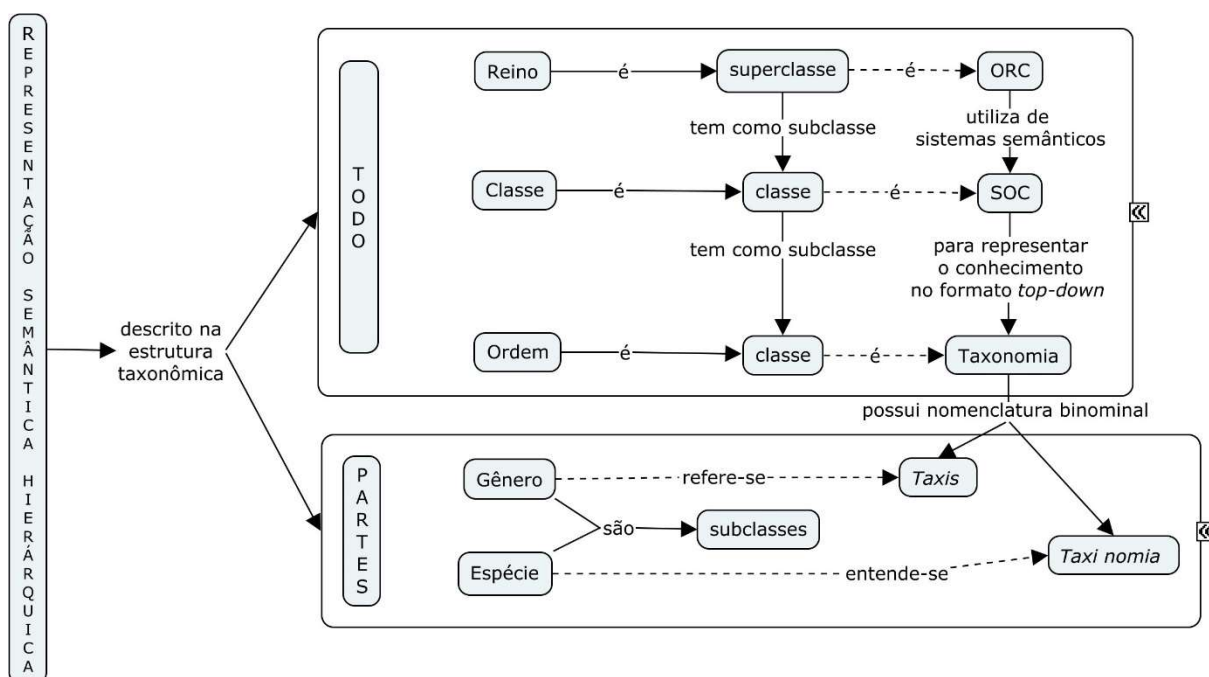 REPRESENTAÇÃO SEMÂNTICA HIERÁRQUICA
descrito na
estrutura
taxonômica
TODO
Reino
é
superclasse
é
ORC
tem como subclasse
utiliza de
sistemas semânticos
Classe
é
classe
é
SOC
tem como subclasse
para representar
o conhecimento
no formato top-down
Ordem
é
classe
é
Taxonomia
possui nomenclatura binominal
PARTES
Gênero
refere-se
Taxis
são
subclasses
Espécie
entende-se
Taxi nomia